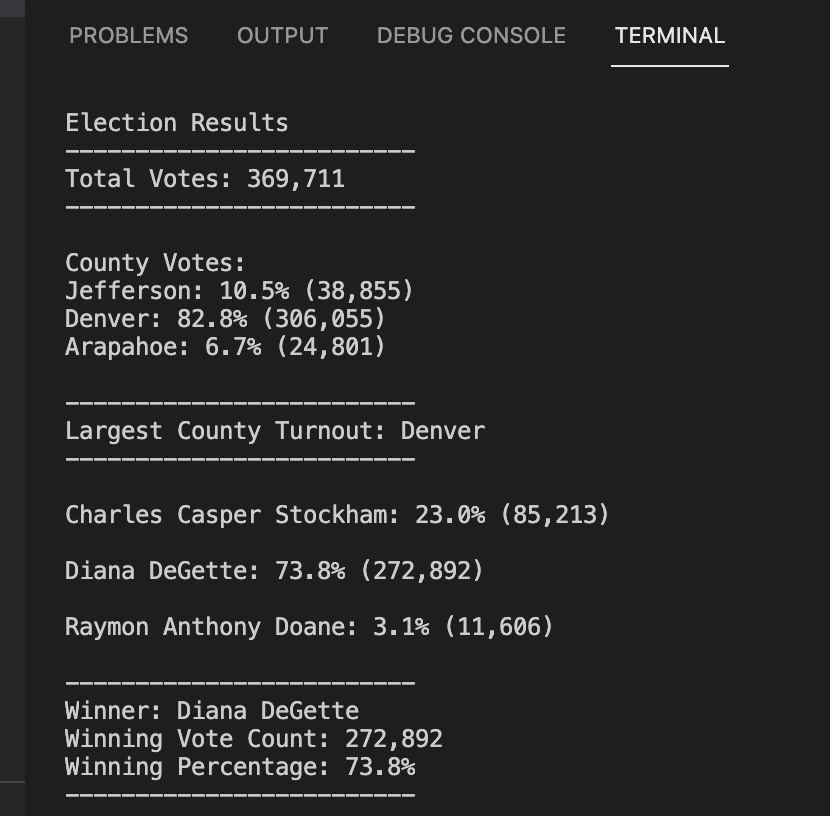 PROBLEMS OUTPUT DEBUG CONSOLE TERMINAL
Election Results
-------------------------
Total Votes: 369,711
-------------------------
County Votes:
Jefferson: 10.5% (38,855)
Denver: 82.8% (306,055)
Arapahoe: 6.7% (24,801)
-------------------------
Largest County Turnout: Denver
-------------------------
Charles Casper Stockham: 23.0% (85,213)
Diana DeGette: 73.8% (272,892)
Raymon Anthony Doane: 3.1% (11,606)
-------------------------
Winner: Diana DeGette
Winning Vote Count: 272,892
Winning Percentage: 73.8%
-------------------------